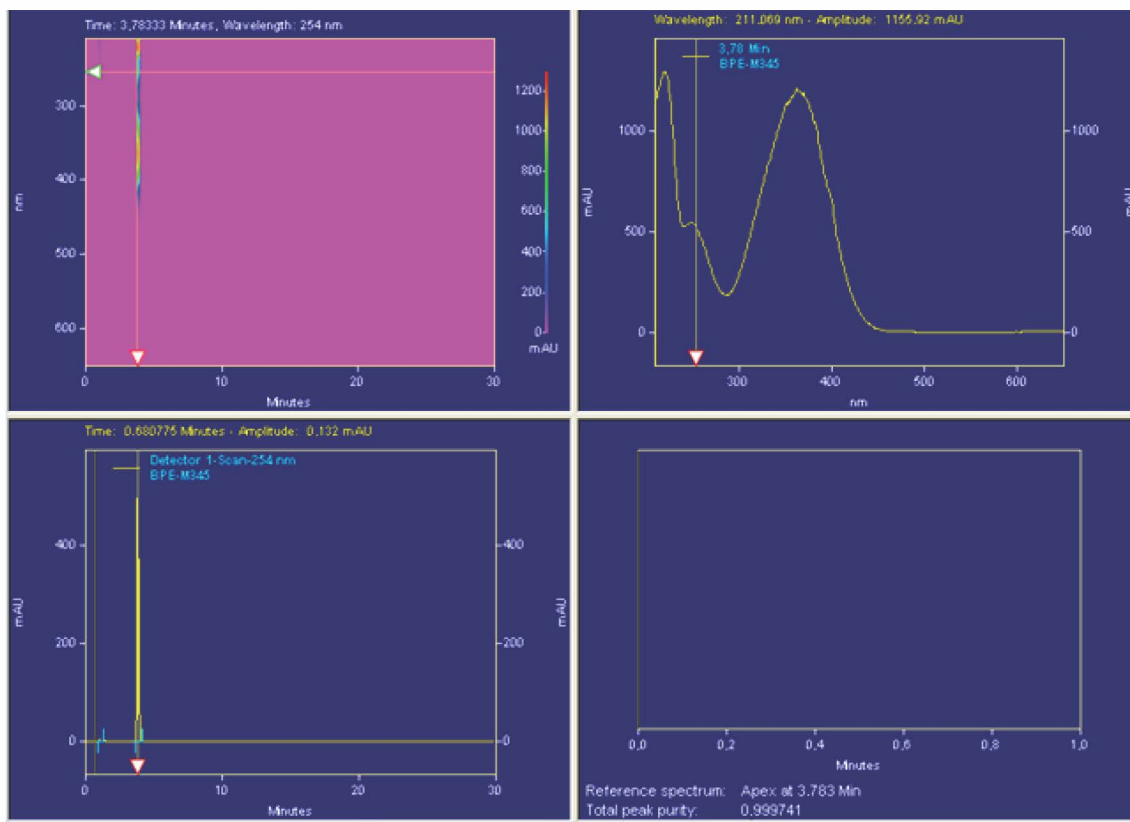 Time: 3,78333 Minutes, Wavelength: 254 nm
300
400
500
600
nm
0
10
20
30
Minutes
1200
1000
800
600
400
200
0
mAU
Wavelength: 211.069 nm - Amplitude: 1155.92 mAU
3,78 Min
BPE-M345
1000
500
0
mAU
1000
500
0
mAU
300
400
500
600
nm
Time: 0.680775 Minutes - Amplitude: 0.132 mAU
Detector 1-Scan-254 nm
BPE-M345
400
200
0
mAU
400
200
0
mAU
0
10
20
30
Minutes
0,0
0,2
0,4
0,6
0,8
1,0
Minutes
Reference spectrum: Apex at 3.783 Min
Total peak purity: 0.999741